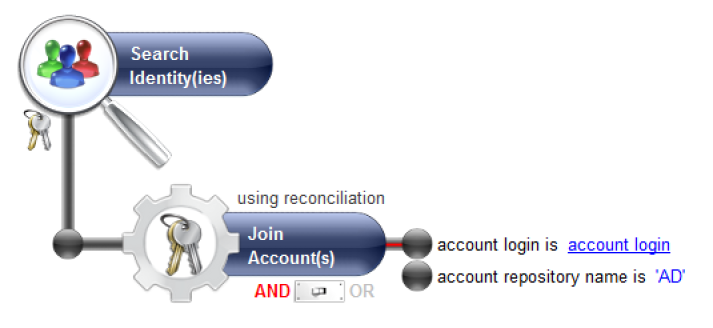 Search
Identity(ies)
using reconciliation
Join
Account(s)
account login is account login
account repository name is 'AD'
AND OR